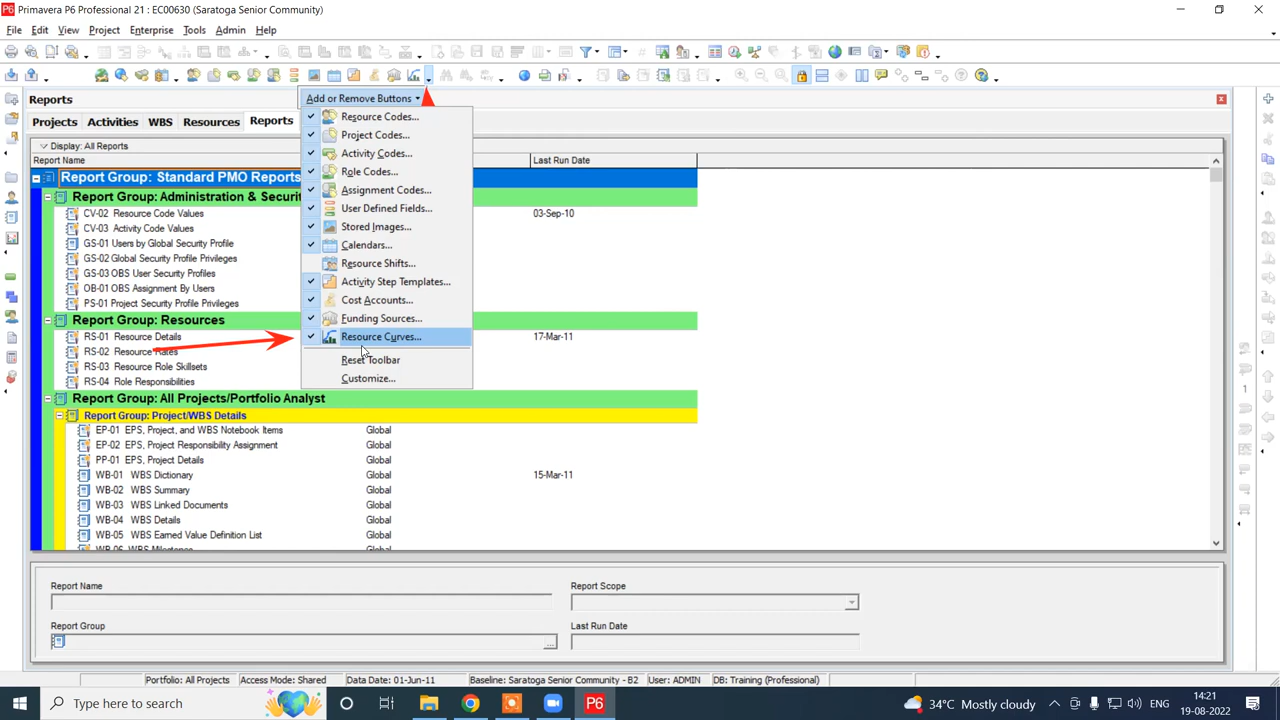 P6 Primavera P6 Professional 21 : EC00630 (Saratoga Senior Community)
File Edit View Project Enterprise Tools Admin Help
Add or Remove Buttons
Reports
Projects Activities WBS Resources Reports
Resource Codes...
Project Codes...
Activity Codes...
Role Codes...
Assignment Codes...
User Defined Fields...
Stored Images...
Calendars...
Resource Shifts...
Activity Step Templates...
Cost Accounts...
Funding Sources...
Resource Curves...
Reset Toolbar
Customize...
Display: All Reports
Report Name Last Run Date
Report Group: Standard PMO Reports
Report Group: Administration & Securi
CV-02 Resource Code Values 03-Sep-10
CV-03 Activity Code Values
GS-01 Users by Global Security Profile
GS-02 Global Security Profile Privileges
GS-03 OBS User Security Profiles
OB-01 OBS Assignment By Users
PS-01 Project Security Profile Privileges
Report Group: Resources
RS-01 Resource Details 17-Mar-11
RS-02 Resource Rates
RS-03 Resource Role Skillsets
RS-04 Role Responsibilities
Report Group: All Projects/Portfolio Analyst
Report Group: Project/WBS Details
EP-01 EPS, Project, and WBS Notebook Items Global
EP-02 EPS, Project Responsibility Assignment Global
PP-01 EPS, Project Details Global
WB-01 WBS Dictionary Global 15-Mar-11
WB-02 WBS Summary Global
WB-03 WBS Linked Documents Global
WB-04 WBS Details Global
WB-05 WBS Earned Value Definition List Global
WB-06 WBS Milestones Global
Report Name Report Scope
Report Group Last Run Date
Portfolio: All Projects Access Mode: Shared Data Date: 01-Jun-11 Baseline: Saratoga Senior Community - B2 User: ADMIN DB: Training (Professional)
Type here to search P6 34°C Mostly cloudy ENG 14:21
19-08-2022